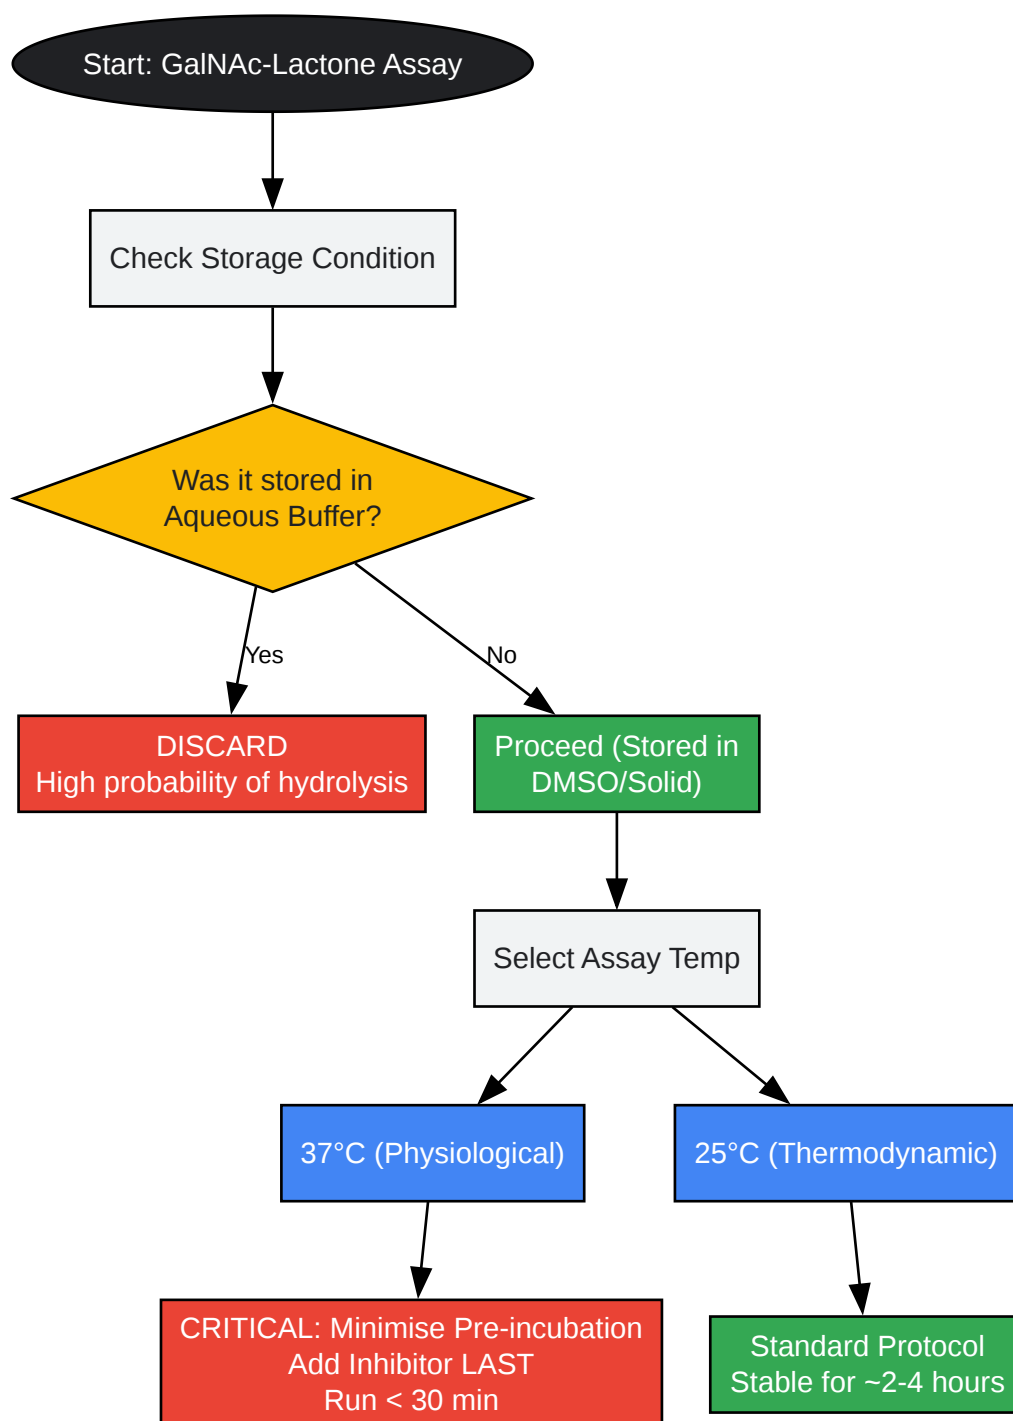 Start: GalNAc-Lactone Assay
Check Storage Condition
Was it stored in
Aqueous Buffer?
Yes
No
DISCARD
High probability of hydrolysis
Proceed (Stored in
DMSO/Solid)
Select Assay Temp
37°C (Physiological)
25°C (Thermodynamic)
CRITICAL: Minimise Pre-incubation
Add Inhibitor LAST
Run < 30 min
Standard Protocol
Stable for ~2-4 hours